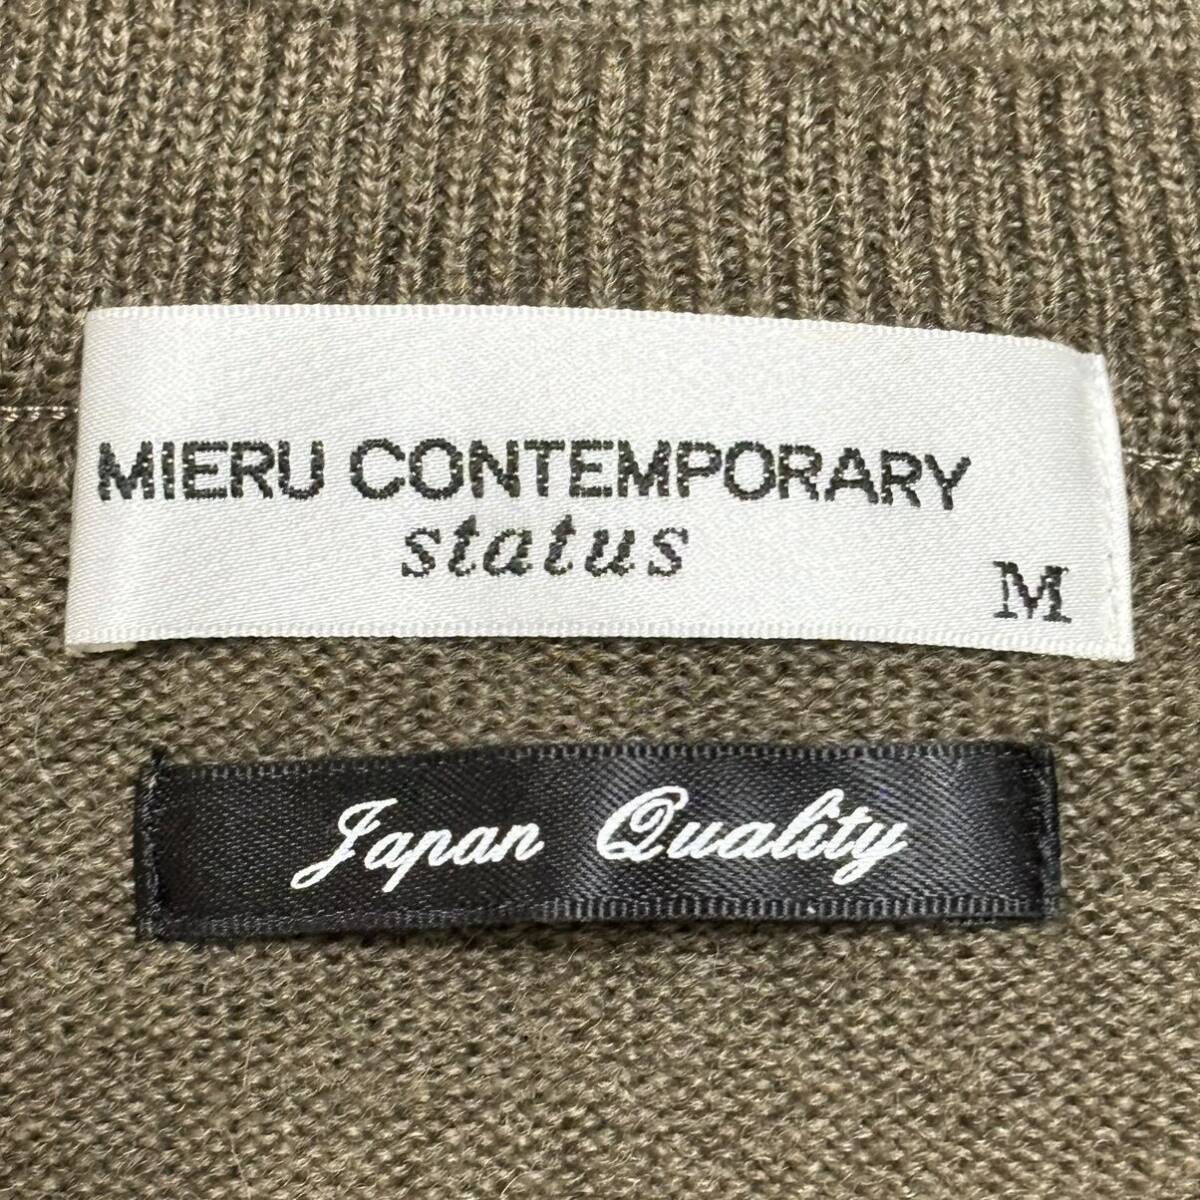 MIERU CONTEMPORARY
status
M
Japan Quality